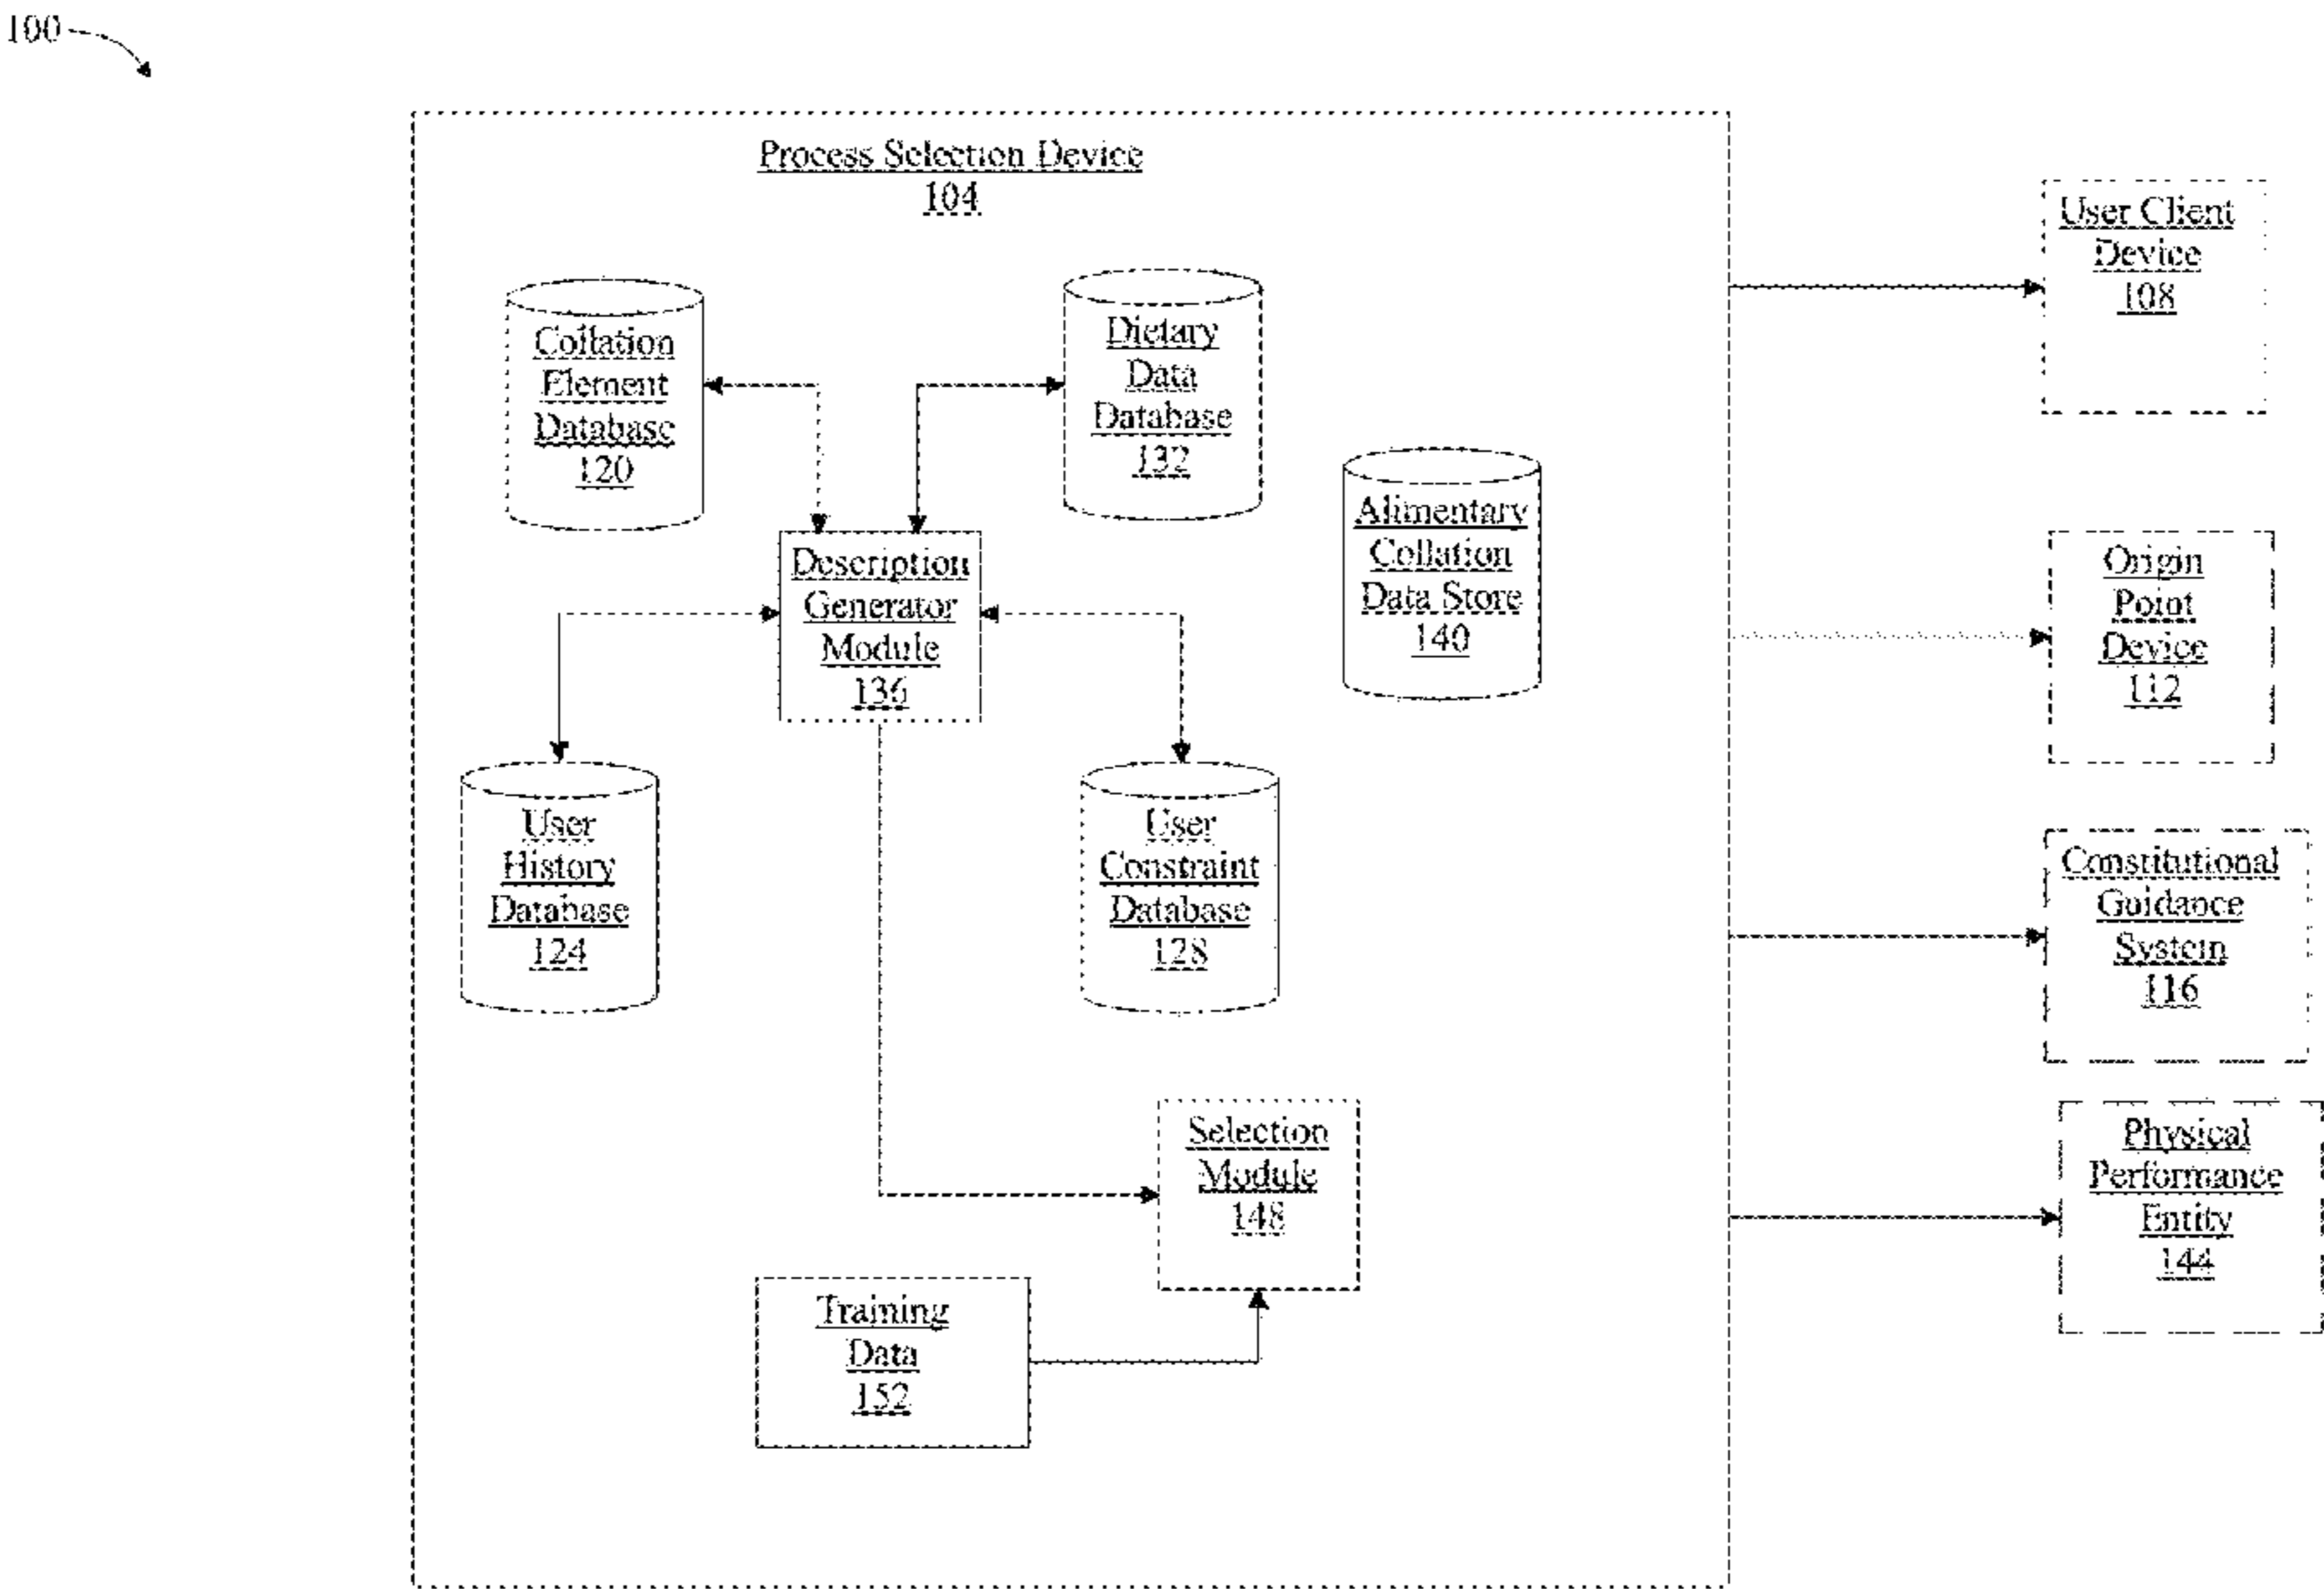 100
Process Selection Device
104
Collation
Element
Database
120
Dietary
Data
Database
132
Alimentary
Collation
Data Store
140
Description
Generator
Module
136
User
History
Database
124
User
Constraint
Database
128
Selection
Module
148
Training
Data
152
User Client
Device
108
Origin
Point
Device
112
Constitutional
Guidance
System
116
Physical
Performance
Entity
144